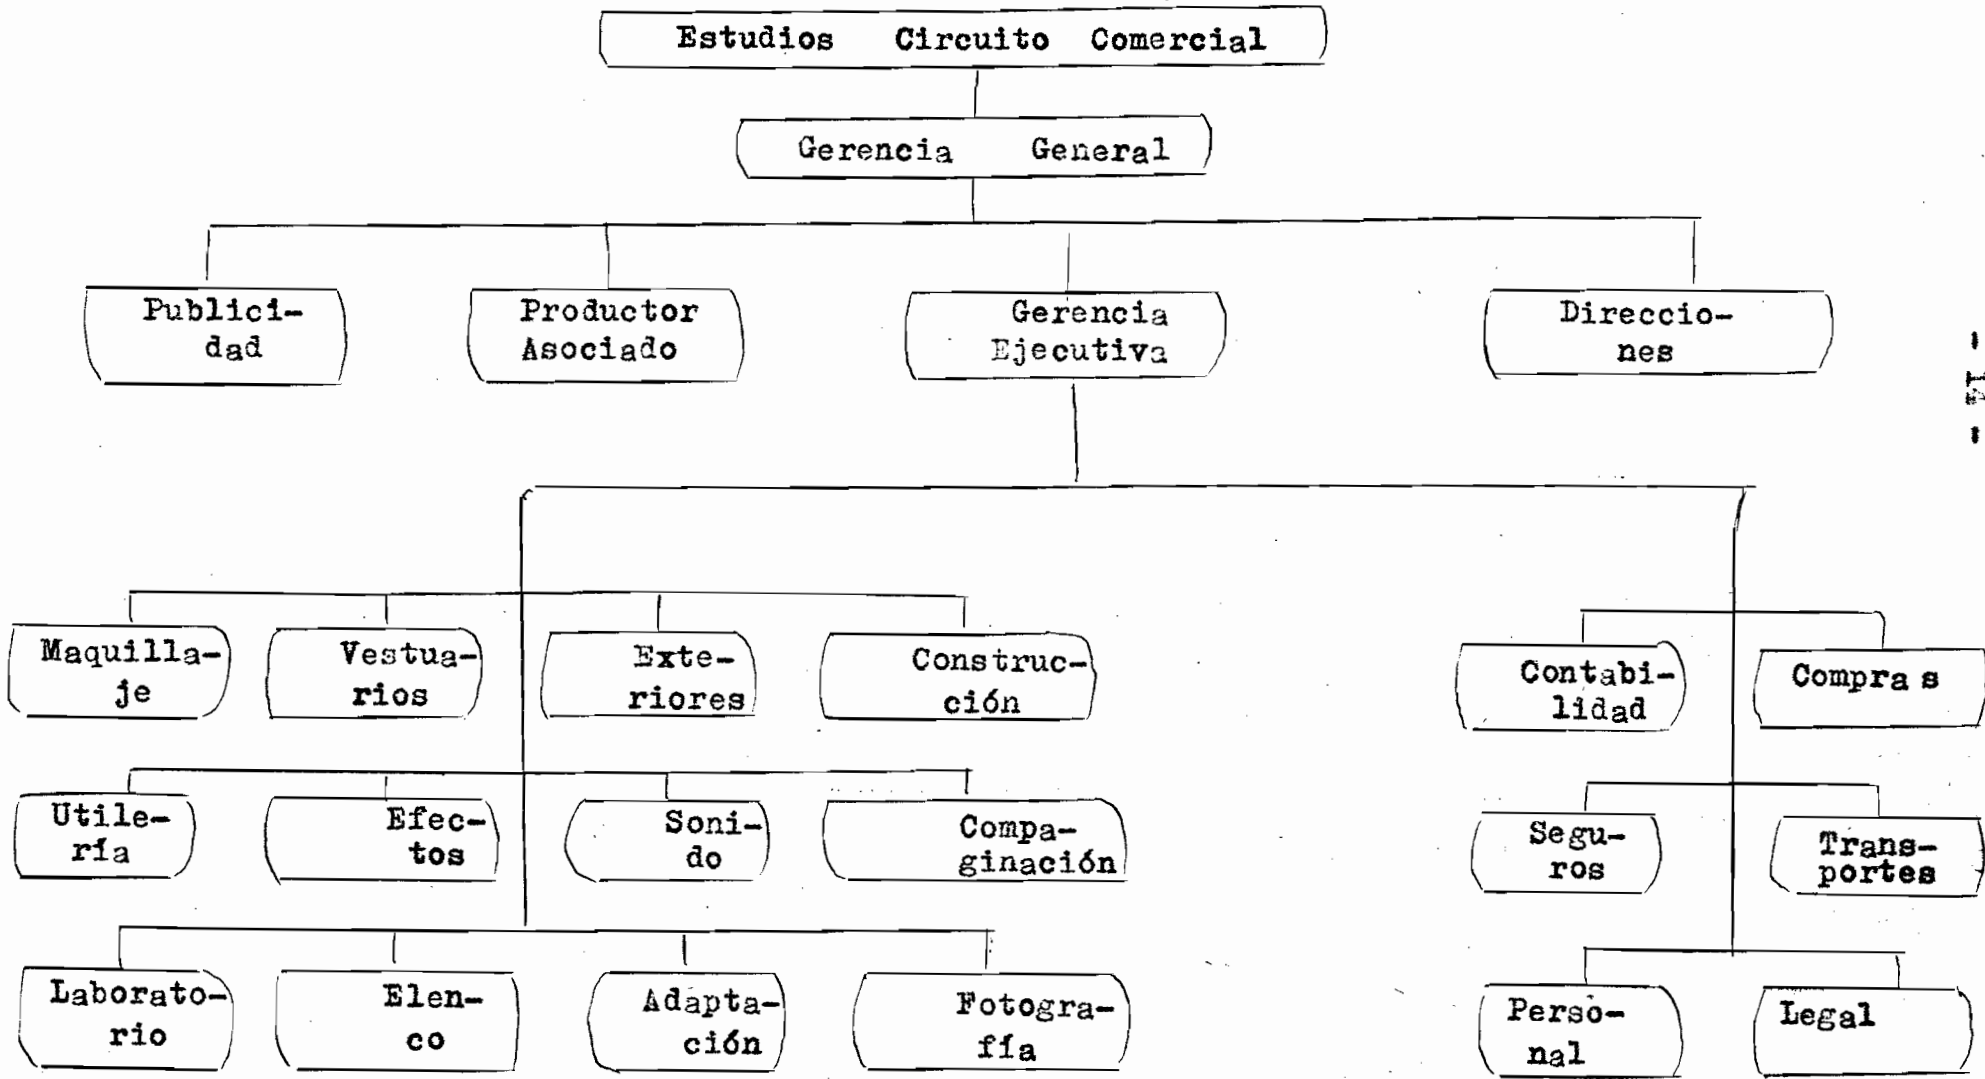 Estudios Circuito Comercial
Gerencia General
Publici-
dad
Productor
Asociado
Gerencia
Ejecutiva
Direccio-
nes
Maquilla-
je
Vestua-
rios
Exte-
riores
Construc-
ción
Contabi-
lidad
Compras
Utile-
ría
Efec-
tos
Soni-
do
Compa-
ginación
Segu-
ros
Trans-
portes
Laborato-
rio
Elen-
co
Adapta-
ción
Fotogra-
fía
Perso-
nal
Legal